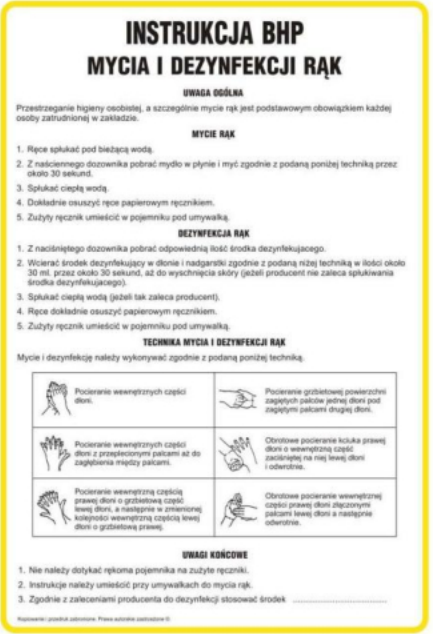 INSTRUKCJA BHP
MYCIA I DEZYNFEKCJI RĄK
UWAGA OGÓLNA
Przestrzeganie higieny osobistej, a szczególnie mycie rąk jest podstawowym obowiązkiem każdej
osoby zatrudnionej w zakładzie.
MYCIE RĄK
1. Ręce spłukać pod bieżącą wodą.
2. Z naściennego dozownika pobrać mydło w płynie i myć zgodnie z podaną poniżej techniką przez
około 30 sekund.
3. Spłukać ciepłą wodą.
4. Dokładnie osuszyć ręce papierowym ręcznikiem.
5. Zużyty ręcznik umieścić w pojemniku pod umywalką.
DEZYNFEKCJA RĄK
1. Z naciśniętego dozownika pobrać odpowiednią ilość środka dezynfekujacego.
2. Wcierać środek dezynfekujący w dłonie i nadgarstki zgodnie z podaną niżej techniką w ilości około
30 ml. przez około 30 sekund, aż do wyschnięcia skóry (jeżeli producent nie zaleca spłukiwania
środka dezynfekujacego).
3. Spłukać ciepłą wodą (jeżeli tak zaleca producent).
4. Ręce dokładnie osuszyć papierowym ręcznikiem.
5. Zużyty ręcznik umieścić w pojemniku pod umywalką.
TECHNIKA MYCIA I DEZYNFEKCJI RĄK
Mycie i dezynfekcję należy wykonywać zgodnie z podaną poniżej techniką.
Pocieranie wewnętrznych części
dłoni.
Pocieranie grzbietowej powierzchni
zagiętych palców jednej dłoni pod
zagiętymi palcami drugiej dłoni.
Pocieranie wewnętrznych części
dłoni z przeplecionymi palcami aż do
zagłębienia między palcami.
Obrotowe pocieranie kciuka prawej
dłoni o wewnętrzną część
zaciśniętej na niej lewej dłoni
i odwrotnie.
Pocieranie wewnętrzną częścią
prawej dłoni o grzbietową część
lewej dłoni, a następnie w zmienionej
kolejności wewnętrzną częścią lewej
dłoni o grzbietową prawej.
Obrotowe pocieranie wewnętrznej
części prawej dłoni złączonymi
palcami lewej dłoni a następnie
odwrotnie.
UWAGI KOŃCOWE
1. Nie należy dotykać rękoma pojemnika na zużyte ręczniki.
2. Instrukcje należy umieścić przy umywalkach do mycia rąk.
3. Zgodnie z zaleceniami producenta do dezynfekcji stosować środek
Kopiowanie i przedruk zabronione. Prawa autorskie zastrzeżone ©